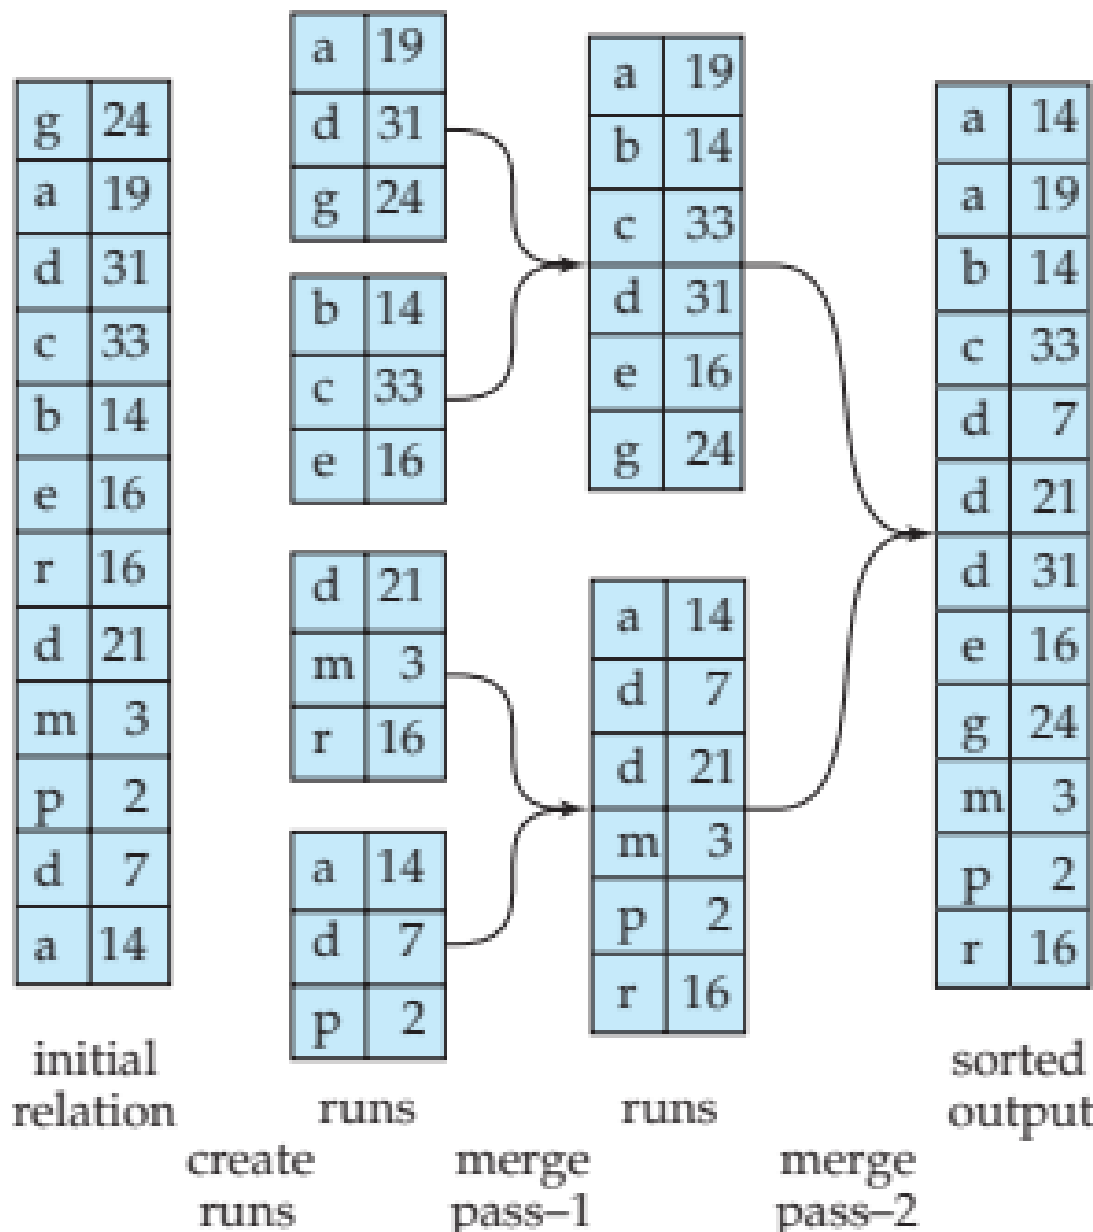 g 24
a 19
d 31
c 33
b 14
e 16
r 16
d 21
m 3
p 2
d 7
a 14
initial
relation
a 19
d 31
g 24
b 14
c 33
e 16
d 21
m 3
r 16
a 14
d 7
p 2
runs
a 19
b 14
c 33
d 31
e 16
g 24
a 14
d 7
d 21
m 3
p 2
r 16
runs
a 14
a 19
b 14
c 33
d 7
d 21
d 31
e 16
g 24
m 3
p 2
r 16
sorted
output
create
runs
merge
pass–1
merge
pass–2